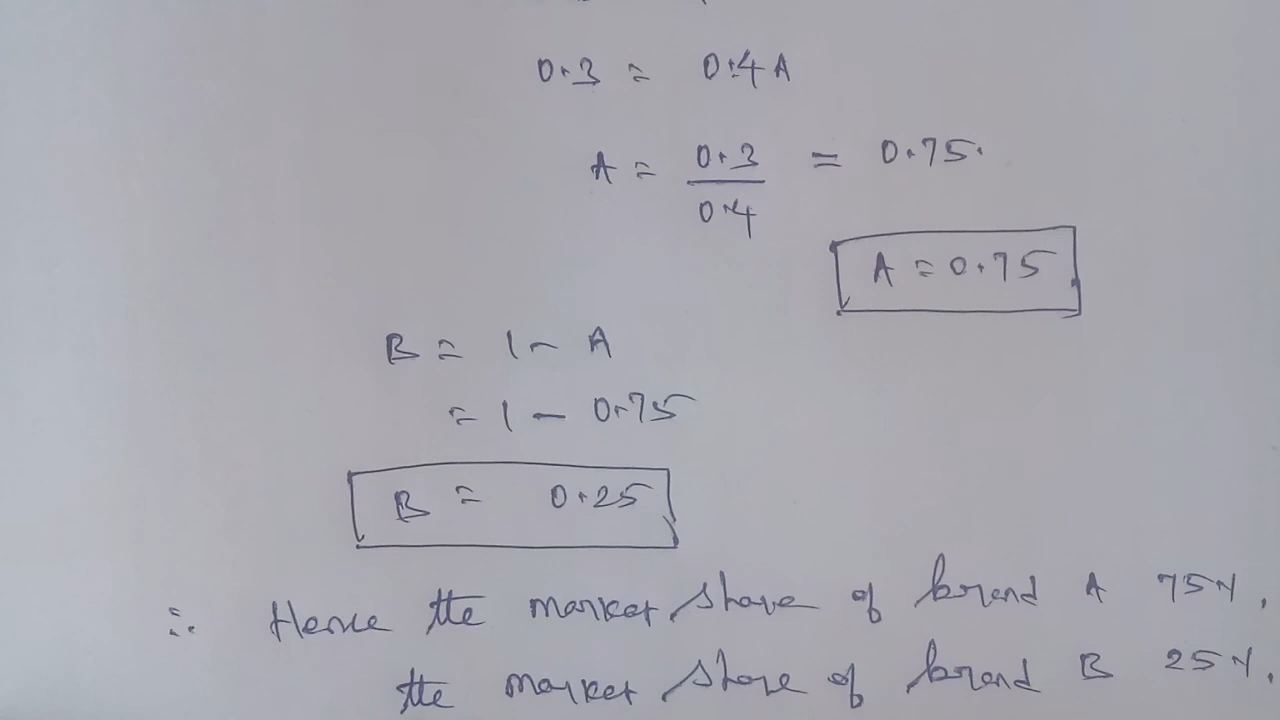 0.3 = 0.4A
A = 0.3/0.4 = 0.75.
A = 0.75
B = 1 - A
= 1 - 0.75
B = 0.25
∴ Hence the market share of brand A 75%.
the market share of brand B 25%.